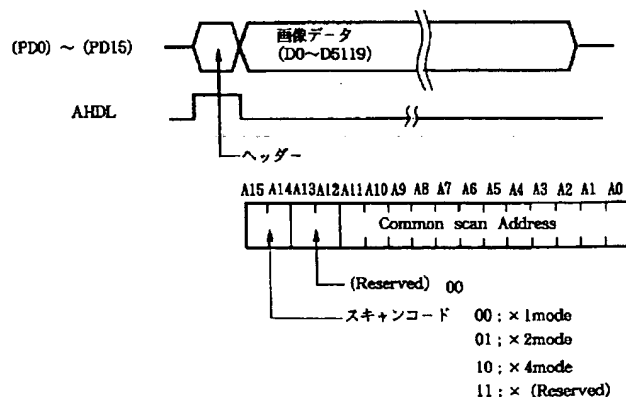 (PD0) ～ (PD15)
画像データ
(D0～D5119)
AHDL
ヘッダー
A15 A14 A13 A12 A11 A10 A9 A8 A7 A6 A5 A4 A3 A2 A1 A0
Common scan Address
(Reserved) 00
スキャンコード 00 ; × 1mode
01 ; × 2mode
10 ; × 4mode
11 ; × (Reserved)